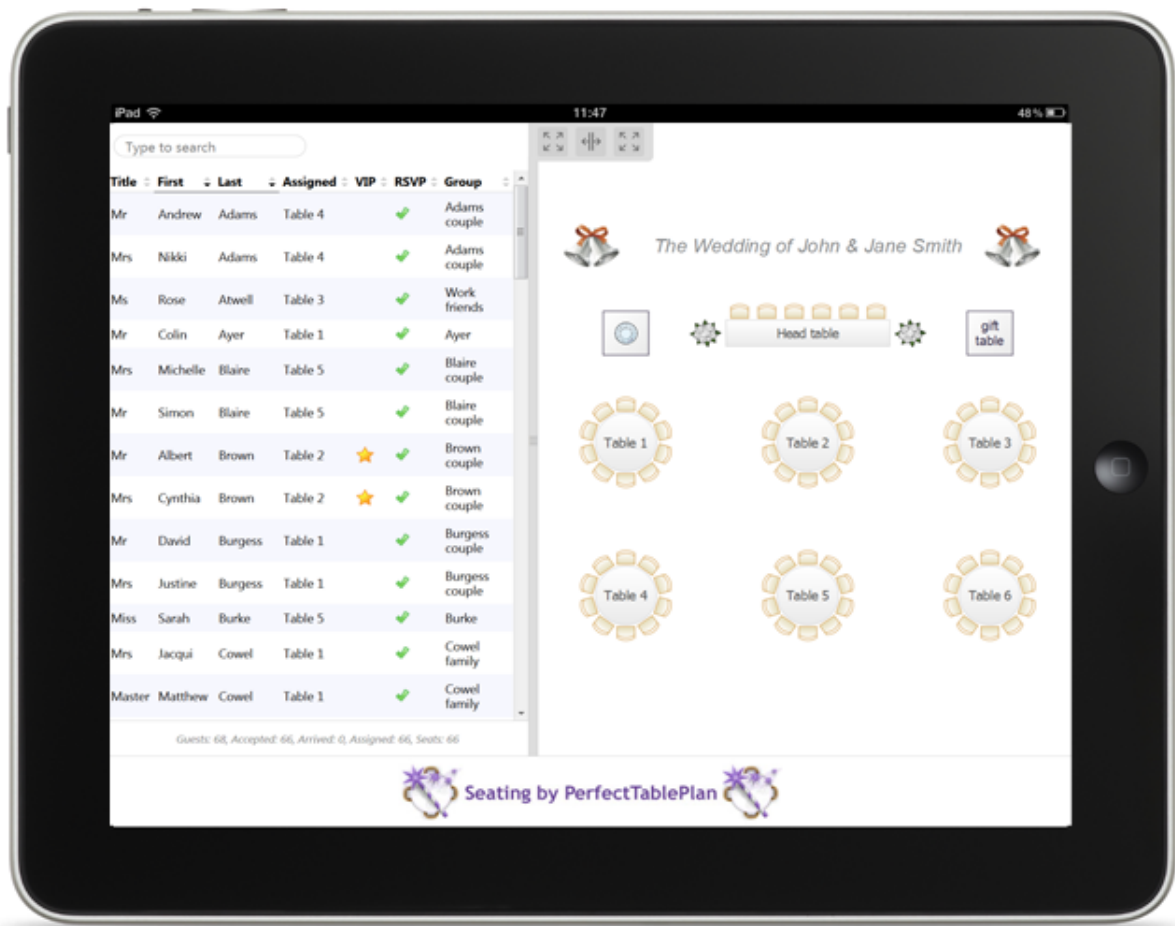 iPad 11:47 48%
Type to search
Title First Last Assigned VIP RSVP Group
Mr Andrew Adams Table 4 Adams couple
Mrs Nikki Adams Table 4 Adams couple
Ms Rose Atwell Table 3 Work friends
Mr Colin Ayer Table 1 Ayer
Mrs Michelle Blaire Table 5 Blaire couple
Mr Simon Blaire Table 5 Blaire couple
Mr Albert Brown Table 2 Brown couple
Mrs Cynthia Brown Table 2 Brown couple
Mr David Burgess Table 1 Burgess couple
Mrs Justine Burgess Table 1 Burgess couple
Miss Sarah Burke Table 5 Burke
Mrs Jacqui Cowel Table 1 Cowel family
Master Matthew Cowel Table 1 Cowel family
Guests: 68, Accepted: 66, Arrived: 0, Assigned: 66, Seats: 66
The Wedding of John & Jane Smith
Head table
gift
table
Table 1 Table 2 Table 3
Table 4 Table 5 Table 6
Seating by PerfectTablePlan